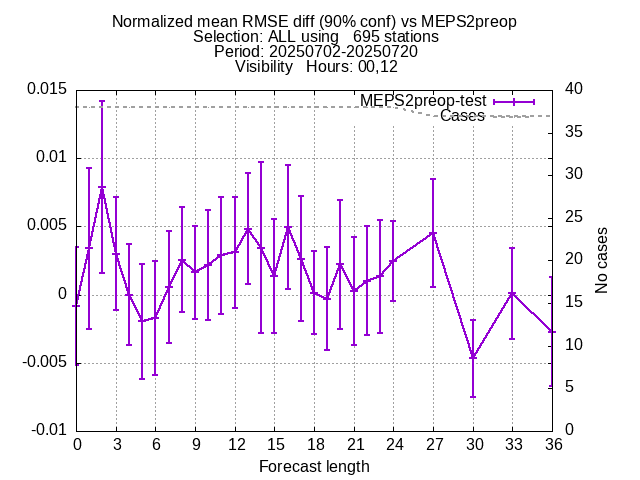 Normalized mean RMSE diff (90% conf) vs MEPS2preop
Selection: ALL using   695 stations
Period: 20250702-20250720
Visibility   Hours: 00,12
MEPS2preop-test
Cases
0.015
0.01
0.005
0
-0.005
-0.01
40
35
30
25
20
15
10
5
0
No cases
0 3 6 9 12 15 18 21 24 27 30 33 36
Forecast length